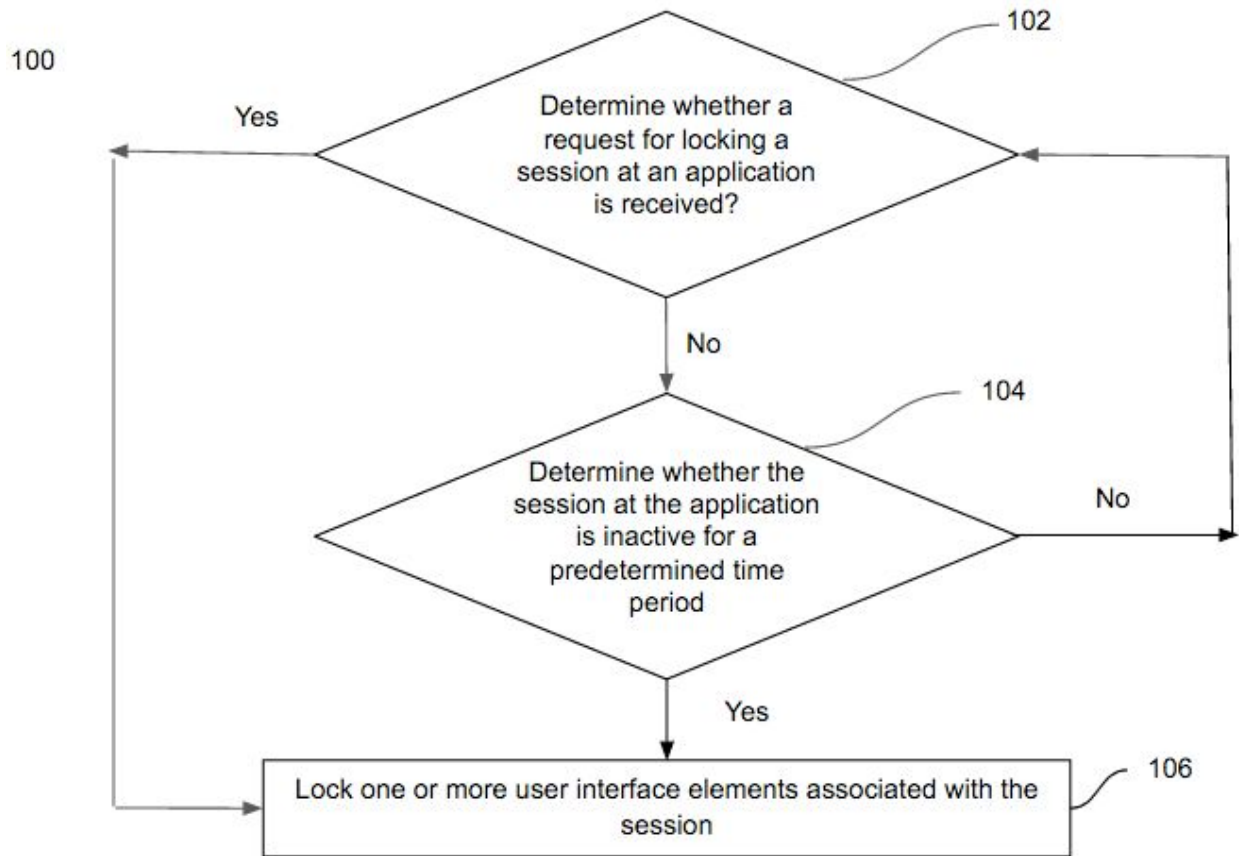 102
100
Yes
Determine whether a
request for locking a
session at an application
is received?
No
104
Determine whether the
session at the application
is inactive for a
predetermined time
period
No
Yes
106
Lock one or more user interface elements associated with the
session